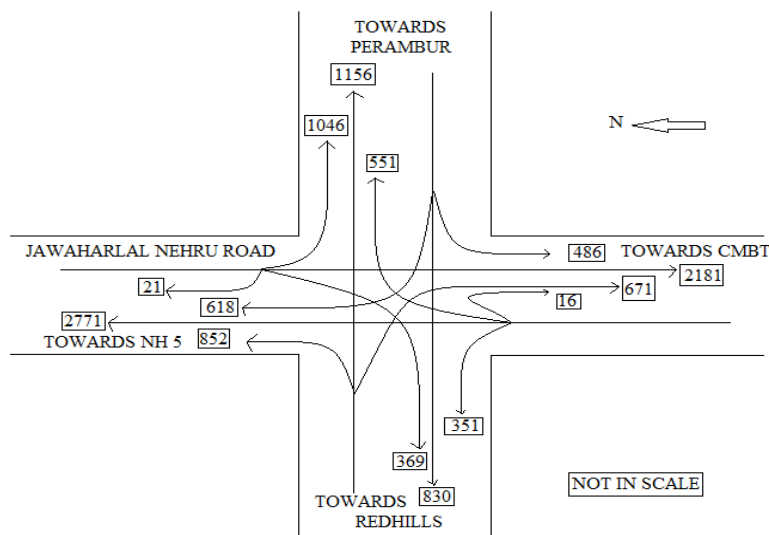 TOWARDS
PERAMBUR
1156
1046
N
551
JAWAHARLAL NEHRU ROAD
486
TOWARDS CMBT
2181
21
671
618
16
2771
TOWARDS NH 5
852
351
369
NOT IN SCALE
830
TOWARDS
REDHILLS